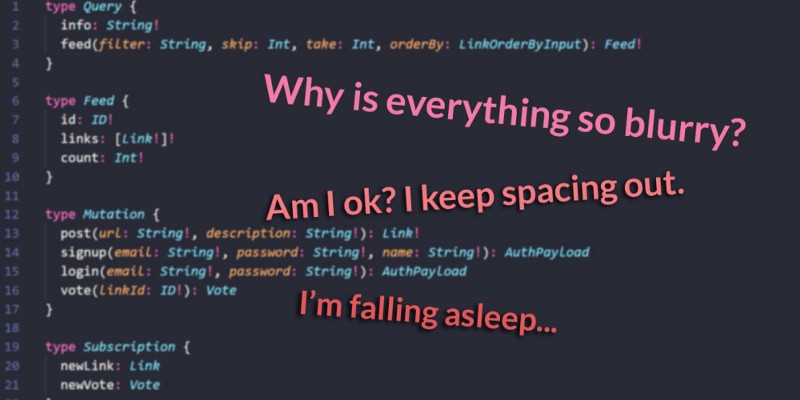 1 type Query {
2 info: String!
3 feed(filter: String, skip: Int, take: Int, orderBy: LinkOrderByInput): Feed!
4 }
5
6 type Feed {
7 id: ID!
8 links: [Link!]!
9 count: Int!
10 }
11
12 type Mutation {
13 post(url: String!, description: String!): Link!
14 signup(email: String!, password: String!, name: String!): AuthPayload
15 login(email: String!, password: String!): AuthPayload
16 vote(linkId: ID!): Vote
17 }
18
19 type Subscription {
20 newLink: Link
21 newVote: Vote
Why is everything so blurry?
Am I ok? I keep spacing out.
I'm falling asleep...